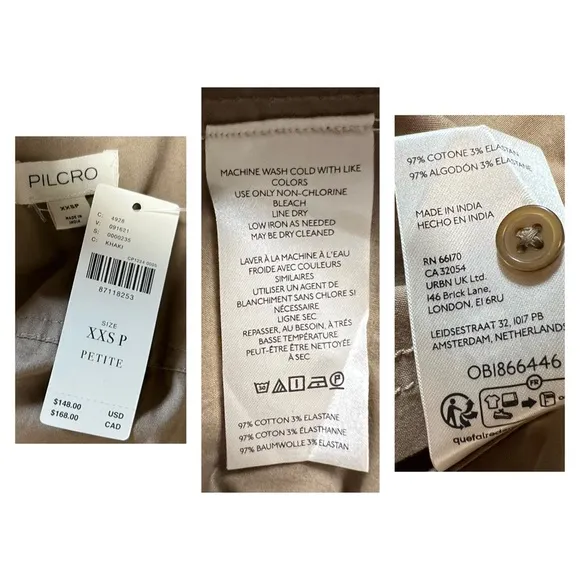 PILCRO
XXSP
MADE IN
INDIA
C: 4928
V: 091621
S: 0000235
C: KHAKI
87118253
SIZE
XXS P
PETITE
$148.00 USD
$168.00 CAD
MACHINE WASH COLD WITH LIKE
COLORS
USE ONLY NON-CHLORINE
BLEACH
LINE DRY
LOW IRON AS NEEDED
MAY BE DRY CLEANED
LAVER À LA MACHINE À L'EAU
FROIDE AVEC COULEURS
SIMILAIRES
UTILISER UN AGENT DE
BLANCHIMENT SANS CHLORE SI
NÉCESSAIRE
LIGNE SEC
REPASSER, AU BESOIN, À TRÈS
BASSE TEMPÉRATURE
PEUT-ÊTRE ÊTRE NETTOYÉE
À SEC
97% COTTON 3% ELASTANE
97% COTON 3% ÉLASTHANNE
97% BAUMWOLLE 3% ELASTAN
97% COTONE 3% ELASTAN
97% ALGODÓN 3% ELASTANE
MADE IN INDIA
HECHO EN INDIA
RN 66170
CA 32054
URBN UK Ltd.
146 Brick Lane,
LONDON, E1 6RU
LEIDSESTRAAT 32, 1017 PB
AMSTERDAM, NETHERLANDS
OB1866446
FR